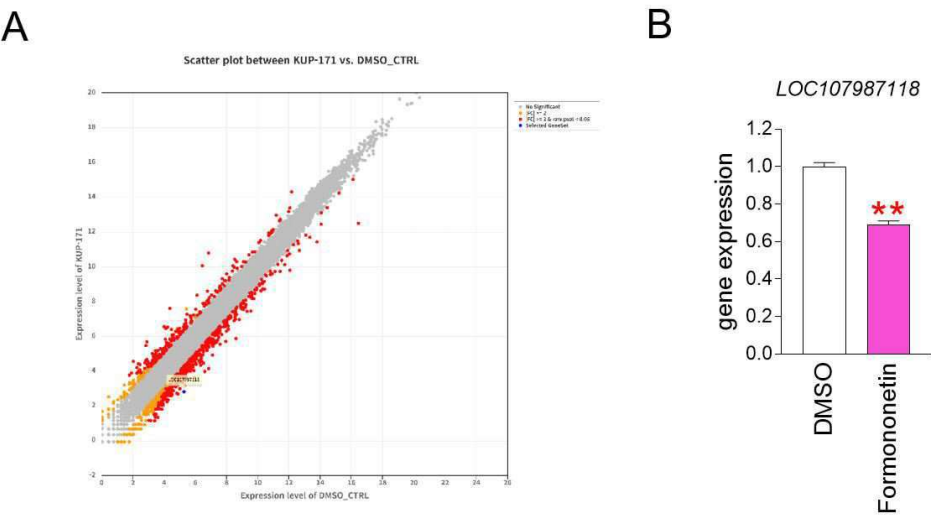 A
Scatter plot between KUP-171 vs. DMSO_CTRL
Expression level of KUP-171
20
18
16
14
12
10
8
6
4
2
0
-2
0 2 4 6 8 10 12 14 16 18 20 22 24 26
Expression level of DMSO_CTRL
No Significant
Selected GeneSet
B
LOC107987118
gene expression
1.2
1.0
0.8
0.6
0.4
0.2
0.0
**
DMSO
Formononetin